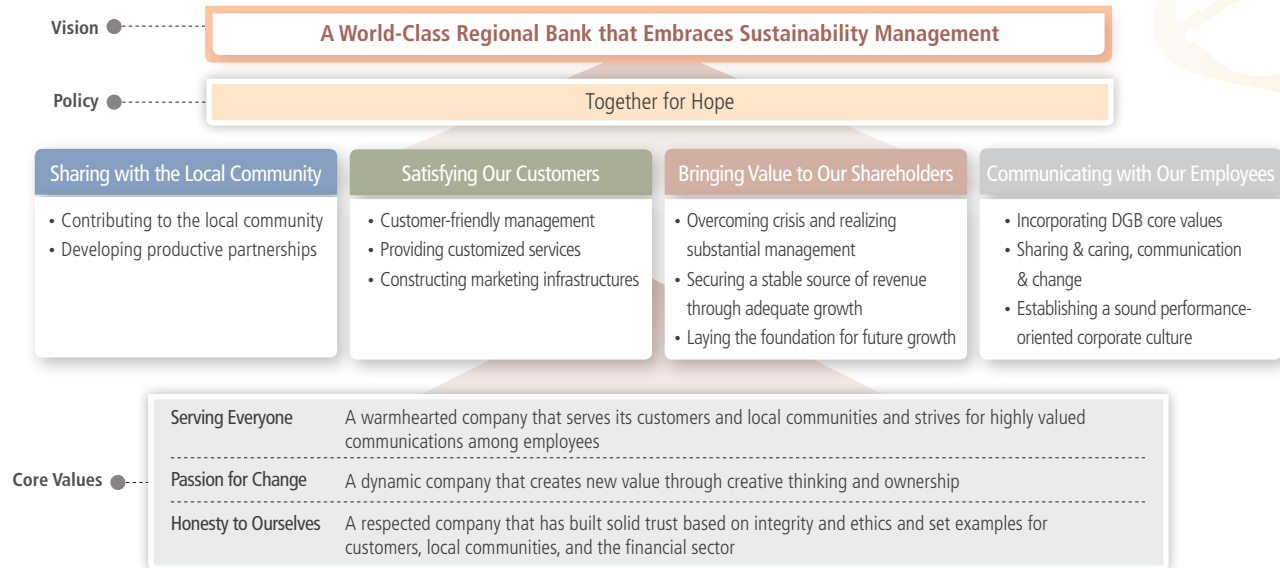 Vision
A World-Class Regional Bank that Embraces Sustainability Management
Policy
Together for Hope
Sharing with the Local Community
• Contributing to the local community
• Developing productive partnerships
Satisfying Our Customers
• Customer-friendly management
• Providing customized services
• Constructing marketing infrastructures
Bringing Value to Our Shareholders
• Overcoming crisis and realizing
substantial management
• Securing a stable source of revenue
through adequate growth
• Laying the foundation for future growth
Communicating with Our Employees
• Incorporating DGB core values
• Sharing & caring, communication
& change
• Establishing a sound performance-
oriented corporate culture
Core Values
Serving Everyone
A warmhearted company that serves its customers and local communities and strives for highly valued
communications among employees
Passion for Change
A dynamic company that creates new value through creative thinking and ownership
Honesty to Ourselves
A respected company that has built solid trust based on integrity and ethics and set examples for
customers, local communities, and the financial sector